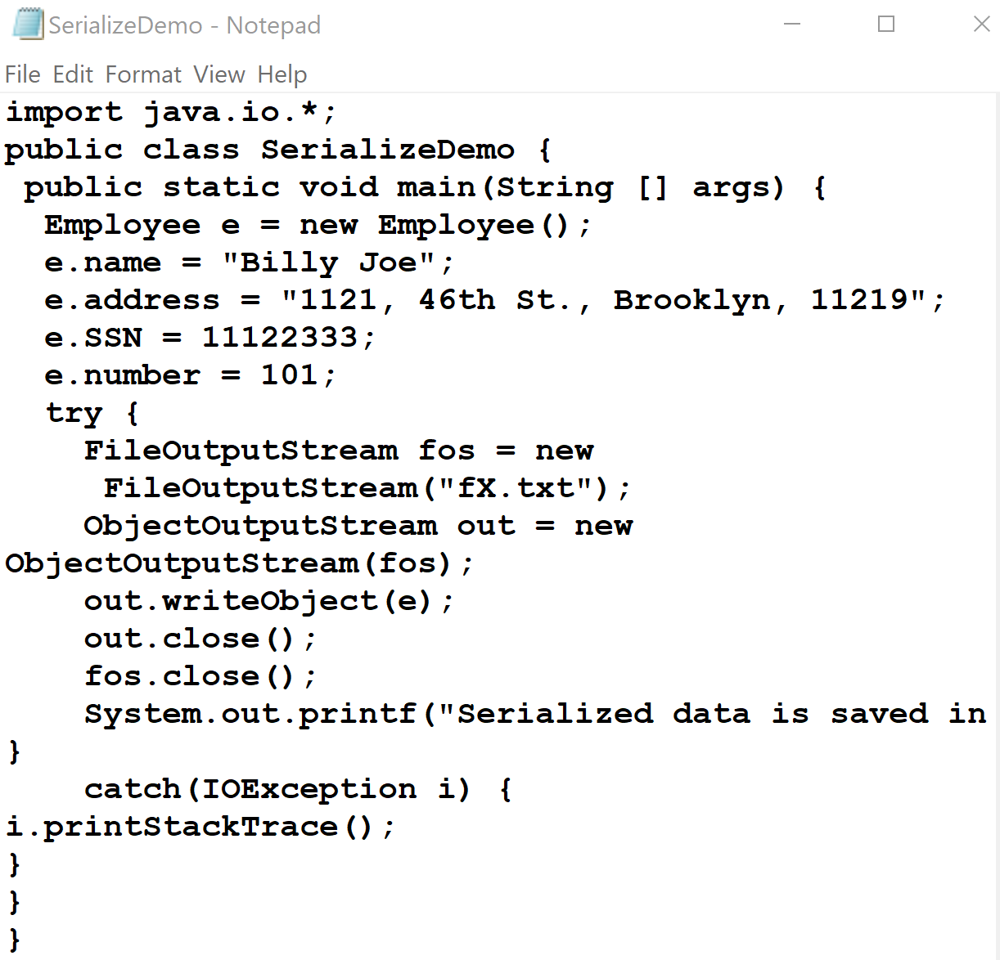 SerializeDemo - Notepad
File Edit Format View Help
import java.io.*;
public class SerializeDemo {
 public static void main(String [] args) {
  Employee e = new Employee();
  e.name = "Billy Joe";
  e.address = "1121, 46th St., Brooklyn, 11219";
  e.SSN = 11122333;
  e.number = 101;
  try {
    FileOutputStream fos = new
     FileOutputStream("fX.txt");
    ObjectOutputStream out = new
ObjectOutputStream(fos);
    out.writeObject(e);
    out.close();
    fos.close();
    System.out.printf("Serialized data is saved in
}
    catch(IOException i) {
i.printStackTrace();
}
}
}